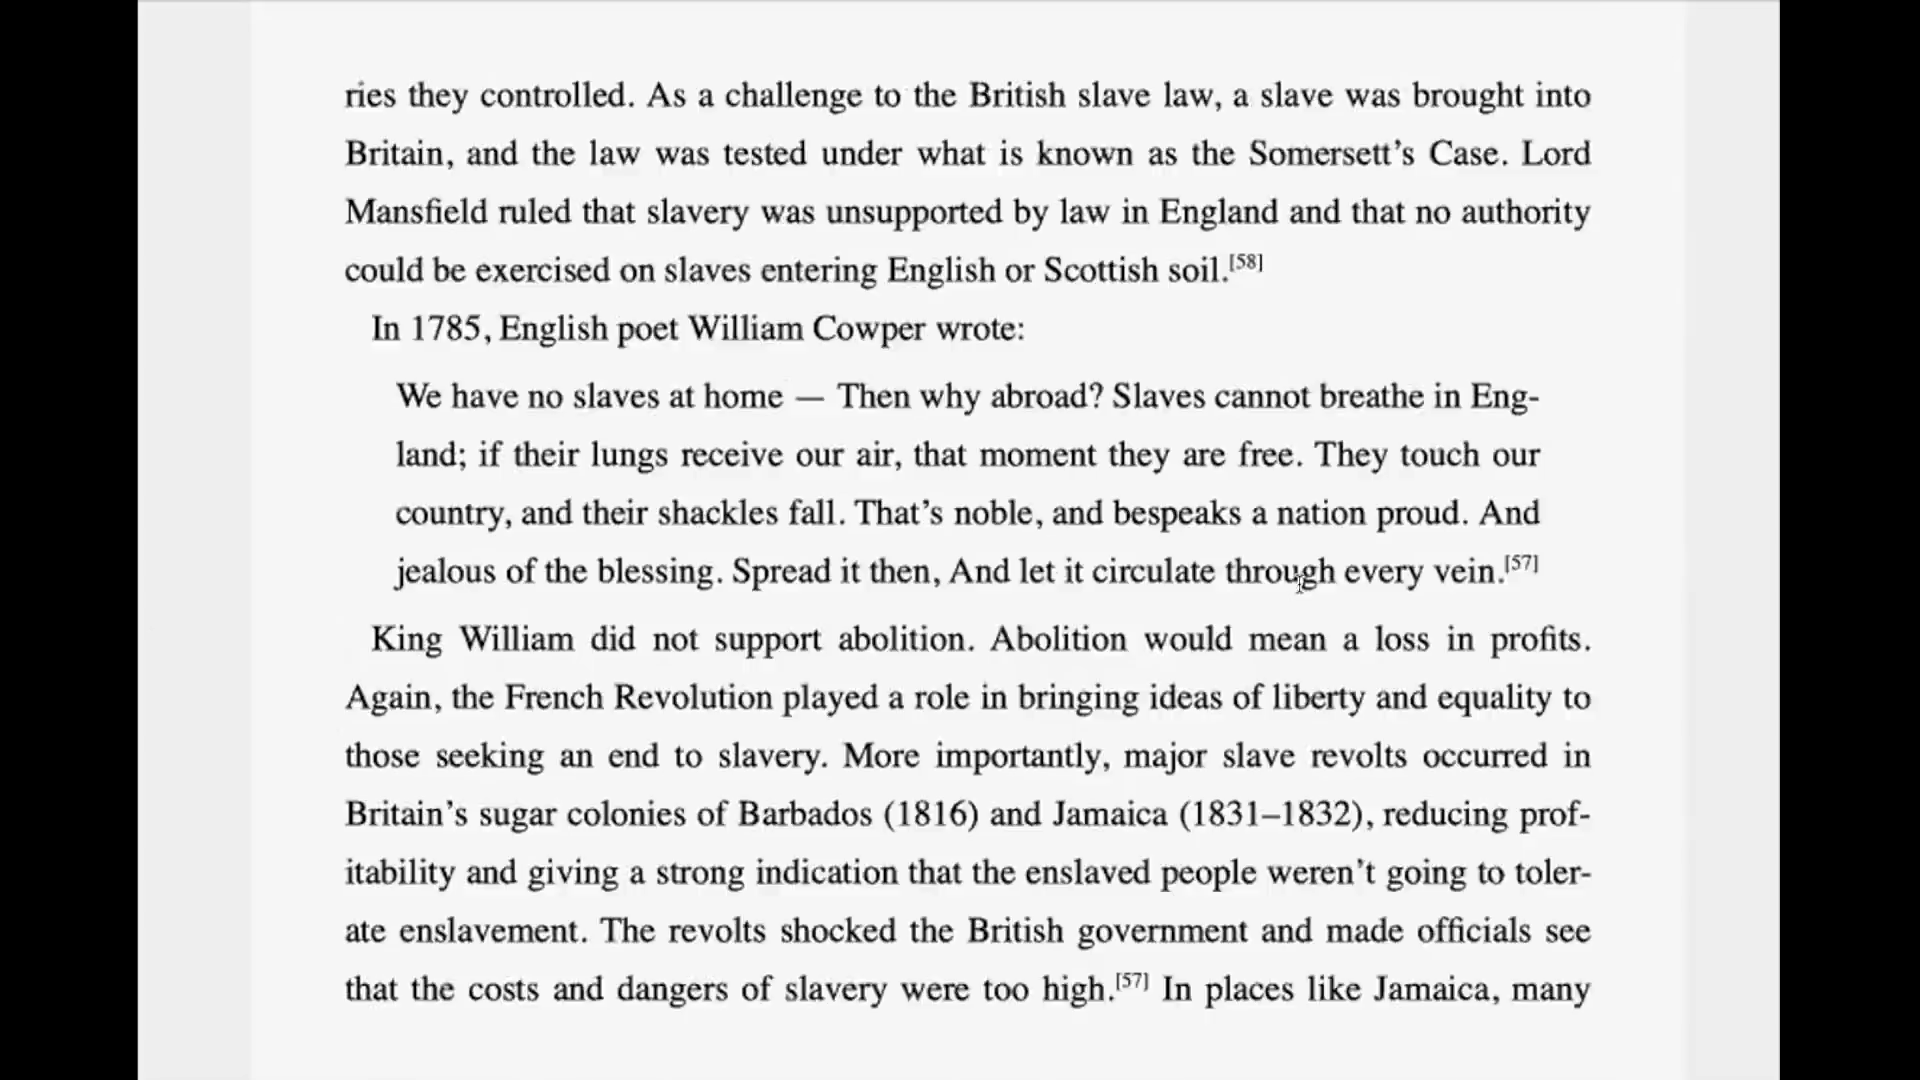 ries they controlled. As a challenge to the British slave law, a slave was brought into
Britain, and the law was tested under what is known as the Somersett’s Case. Lord
Mansfield ruled that slavery was unsupported by law in England and that no authority
could be exercised on slaves entering English or Scottish soil.[58]
In 1785, English poet William Cowper wrote:
We have no slaves at home — Then why abroad? Slaves cannot breathe in Eng-
land; if their lungs receive our air, that moment they are free. They touch our
country, and their shackles fall. That’s noble, and bespeaks a nation proud. And
jealous of the blessing. Spread it then, And let it circulate through every vein.[57]
King William did not support abolition. Abolition would mean a loss in profits.
Again, the French Revolution played a role in bringing ideas of liberty and equality to
those seeking an end to slavery. More importantly, major slave revolts occurred in
Britain’s sugar colonies of Barbados (1816) and Jamaica (1831–1832), reducing prof-
itability and giving a strong indication that the enslaved people weren’t going to toler-
ate enslavement. The revolts shocked the British government and made officials see
that the costs and dangers of slavery were too high.[57] In places like Jamaica, many